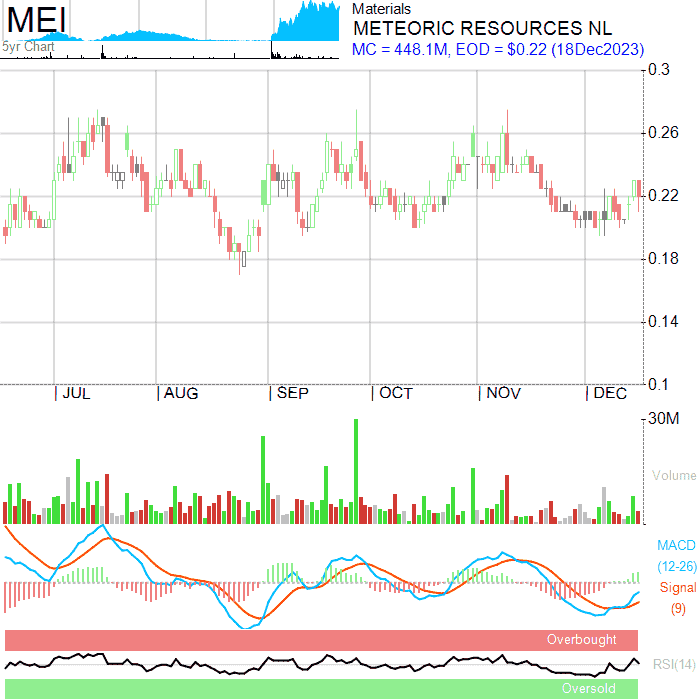 MEI
5yr Chart
Materials
METEORIC RESOURCES NL
MC = 448.1M, EOD = $0.22 (18Dec2023)
0.3
0.26
0.22
0.18
0.14
0.1
JUL AUG SEP OCT NOV DEC
30M
Volume
MACD
(12-26)
Signal
(9)
Overbought
RSI(14)
Oversold